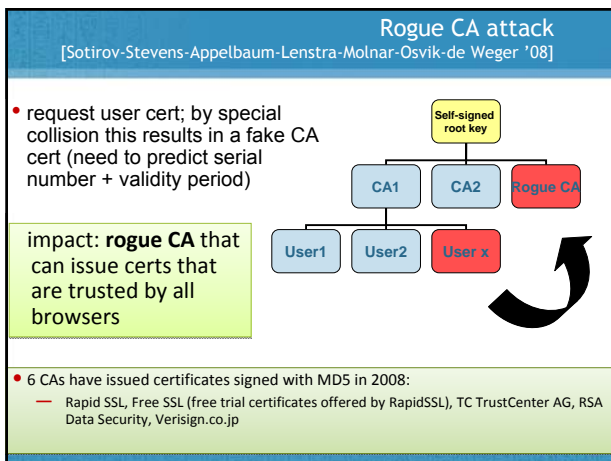 Rogue CA attack
[Sotirov-Stevens-Appelbaum-Lenstra-Molnar-Osvik-de Weger ’08]
• request user cert; by special
collision this results in a fake CA
cert (need to predict serial
number + validity period)
impact: rogue CA that
can issue certs that
are trusted by all
browsers
Self-signed
root key
CA1
CA2
Rogue CA
User1
User2
User x
• 6 CAs have issued certificates signed with MD5 in 2008:
— Rapid SSL, Free SSL (free trial certificates offered by RapidSSL), TC TrustCenter AG, RSA
Data Security, Verisign.co.jp